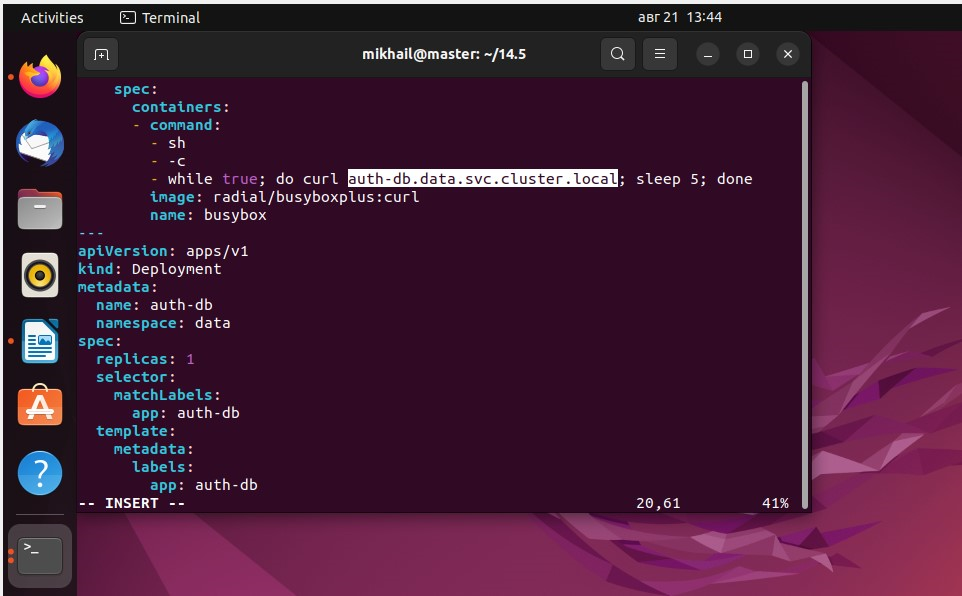 Activities
Terminal
авг 21 13:44
mikhail@master: ~/14.5
spec:
containers:
- command:
- sh
- -c
- while true; do curl auth-db.data.svc.cluster.local; sleep 5; done
image: radial/busyboxplus:curl
name: busybox
---
apiVersion: apps/v1
kind: Deployment
metadata:
name: auth-db
namespace: data
spec:
replicas: 1
selector:
matchLabels:
app: auth-db
template:
metadata:
labels:
app: auth-db
-- INSERT -- 20,61 41%